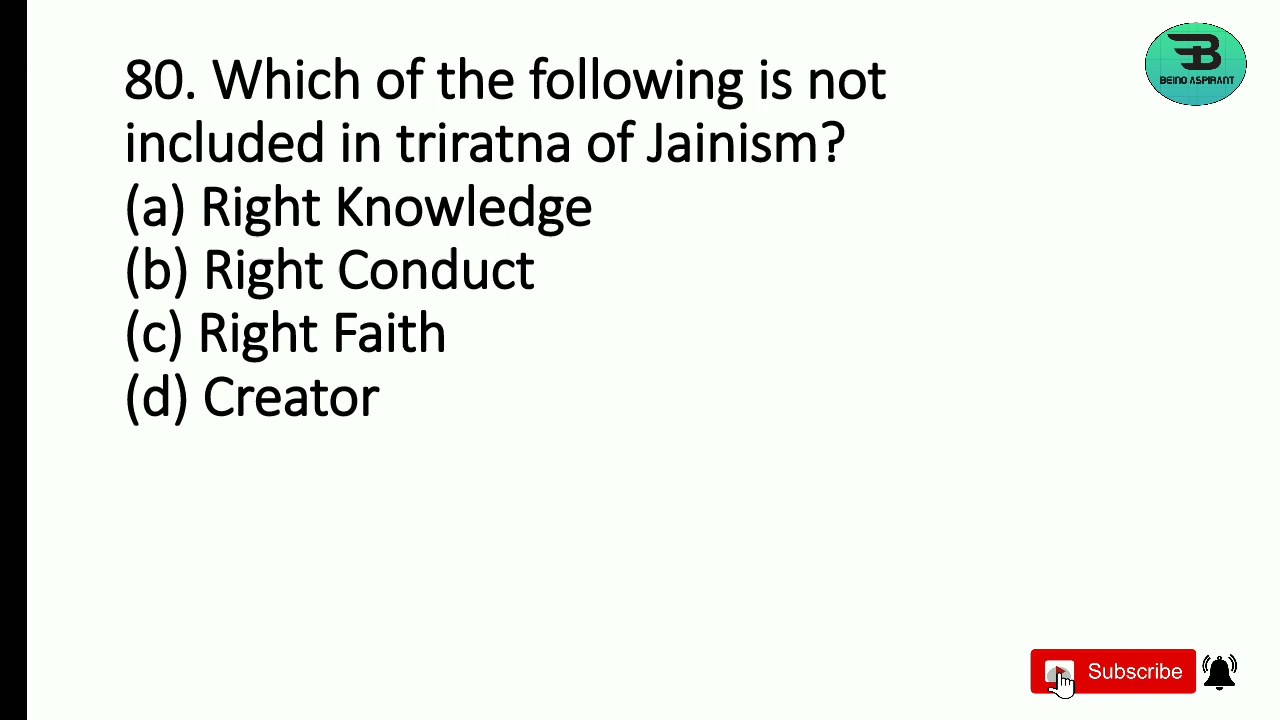 80. Which of the following is not
included in triratna of Jainism?
(a) Right Knowledge
(b) Right Conduct
(c) Right Faith
(d) Creator
BEINO ASPIRANT
Subscribe